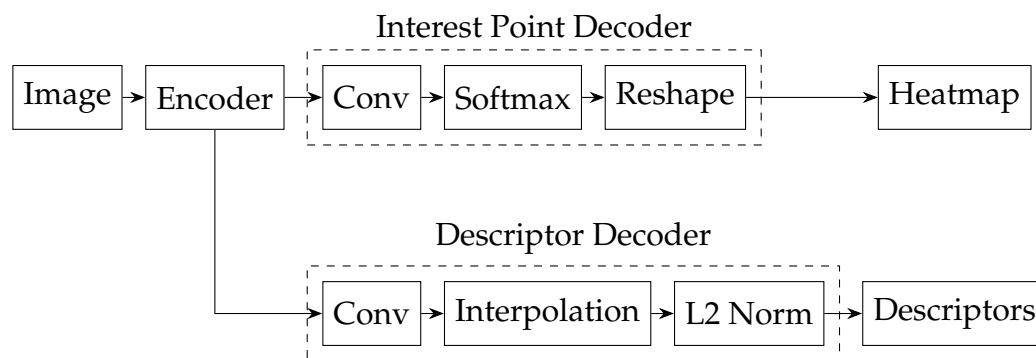 Interest Point Decoder
Image Encoder Conv Softmax Reshape Heatmap
Descriptor Decoder
Conv Interpolation L2 Norm Descriptors